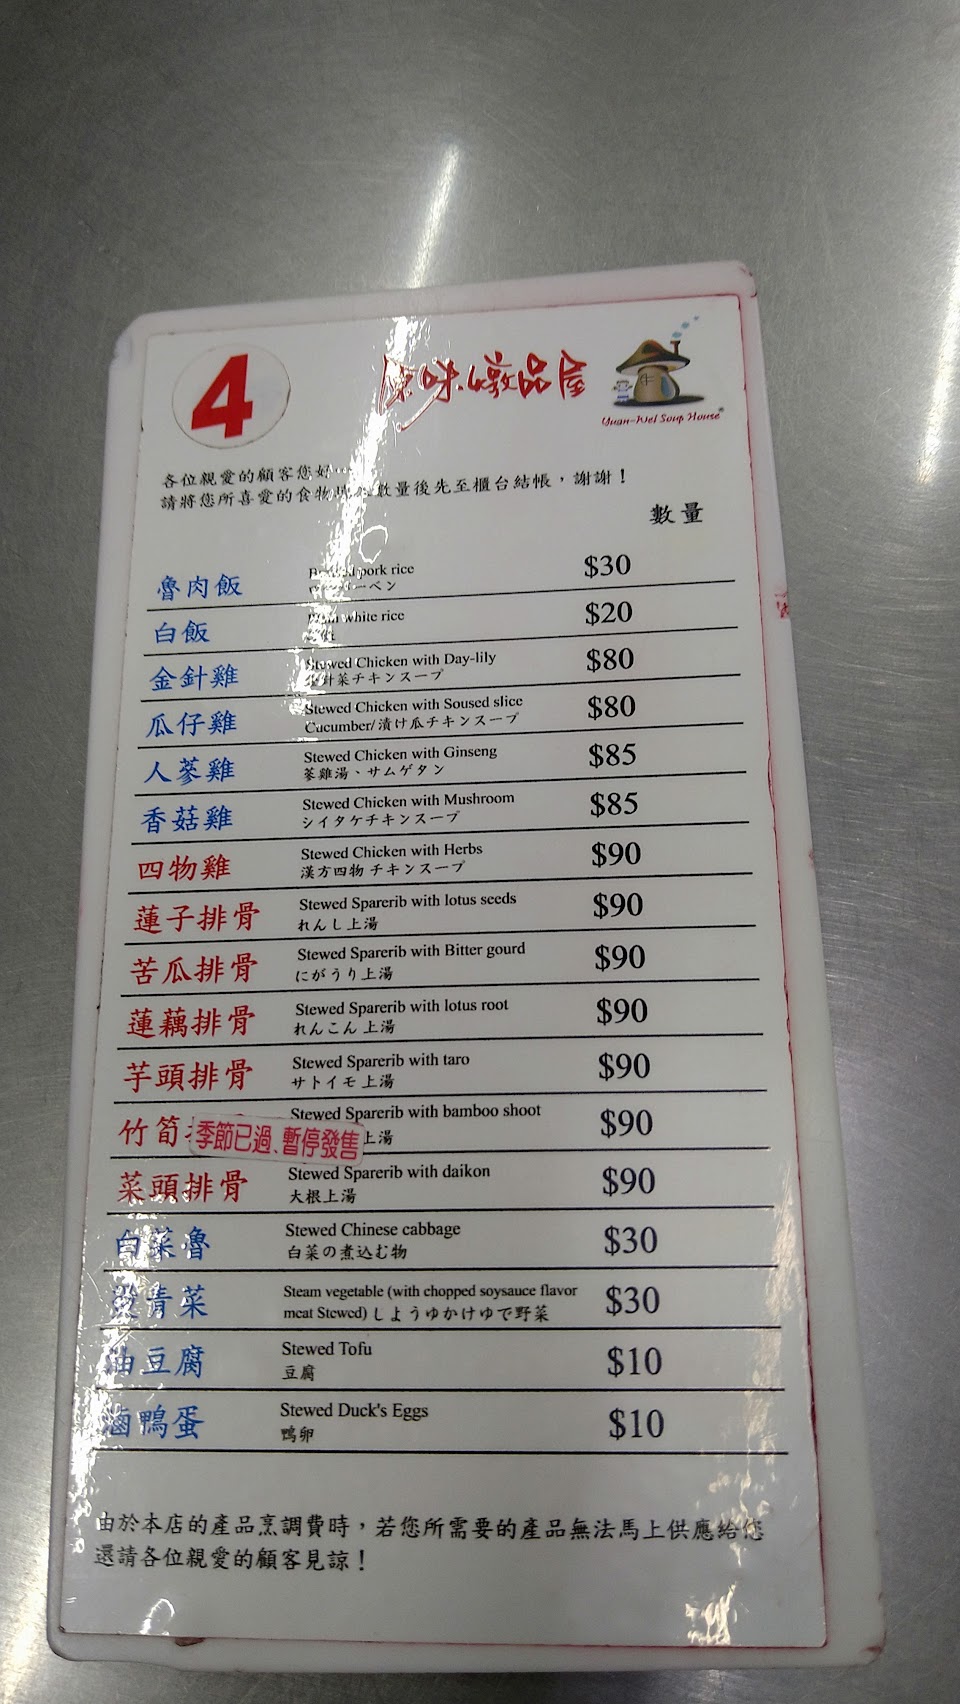 4
原味燉品屋
Yuan-Wei Soup House
各位親愛的顧客您好…
請將您所喜愛的食物 數量後先至櫃台結帳，謝謝！
數量
魯肉飯 pork rice $30
ーベン
白飯 white rice $20
金針雞 Stewed Chicken with Day-lily $80
金針菜チキンスープ
瓜仔雞 Stewed Chicken with Soused slice $80
Cucumber/漬け瓜チキンスープ
人蔘雞 Stewed Chicken with Ginseng $85
蔘雞湯、サムゲタン
香菇雞 Stewed Chicken with Mushroom $85
シイタケチキンスープ
四物雞 Stewed Chicken with Herbs $90
漢方四物 チキンスープ
蓮子排骨 Stewed Sparerib with lotus seeds $90
れんし上湯
苦瓜排骨 Stewed Sparerib with Bitter gourd $90
にがうり上湯
蓮藕排骨 Stewed Sparerib with lotus root $90
れんこん 上湯
芋頭排骨 Stewed Sparerib with taro $90
サトイモ 上湯
竹筍 Stewed Sparerib with bamboo shoot $90
季節已過、暫停發售 上湯
菜頭排骨 Stewed Sparerib with daikon $90
大根上湯
白菜魯 Stewed Chinese cabbage $30
白菜の煮込む物
青菜 Steam vegetable (with chopped soysauce flavor $30
meat Stewed) しようゆかけゆで野菜
油豆腐 Stewed Tofu $10
豆腐
滷鴨蛋 Stewed Duck's Eggs $10
鴨卵
由於本店的產品烹調費時，若您所需要的產品無法馬上供應給您
還請各位親愛的顧客見諒！